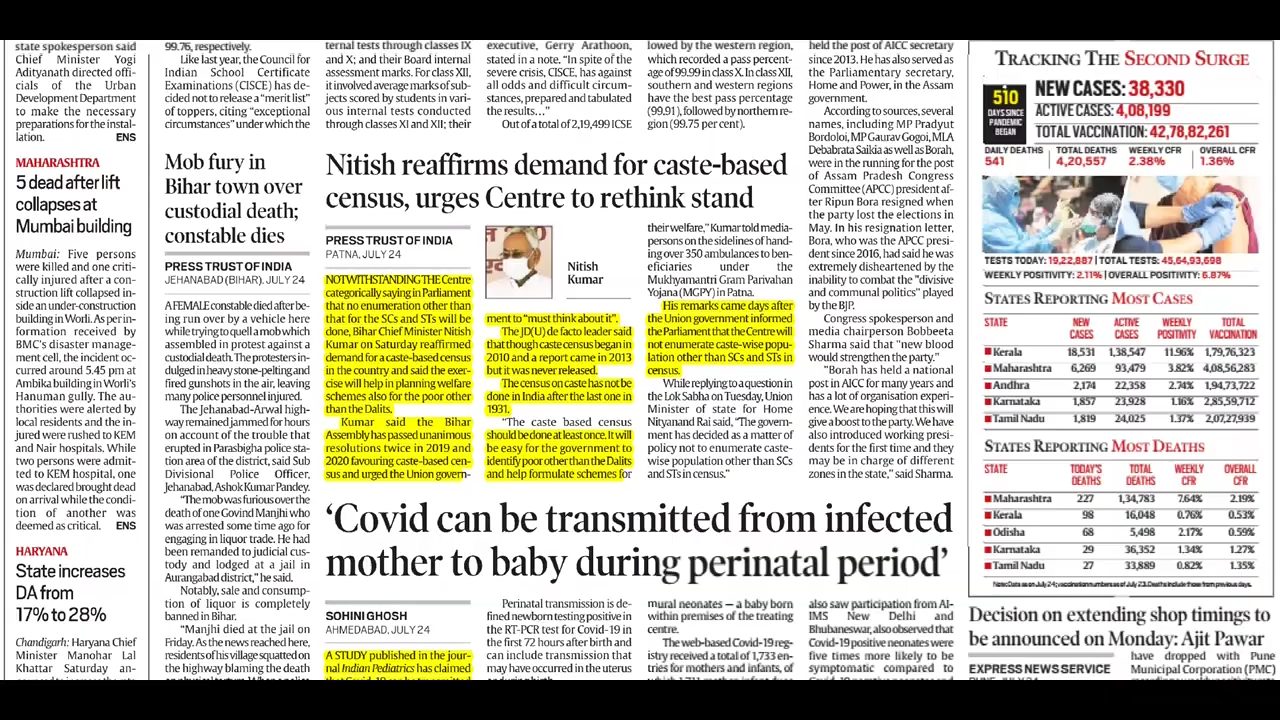 state spokesperson said
Chief Minister Yogi
Adityanath directed offi-
cials of the Urban
Development Department
to make the necessary
preparations for the instal-
lation. ENS
MAHARASHTRA
5 dead after lift
collapses at
Mumbai building
Mumbai: Five persons
were killed and one criti-
cally injured after a con-
struction lift collapsed in-
side an under-construction
building in Worli. As per in-
formation received by
BMC's disaster manage-
ment cell, the incident oc-
curred around 5.45 pm at
Ambika building in Worli's
Hanuman gully. The au-
thorities were alerted by
local residents and the in-
jured were rushed to KEM
and Nair hospitals. While
two persons were admitted
to KEM hospital, one
was declared brought dead
on arrival while the condi-
tion of another was
deemed as critical. ENS
HARYANA
State increases
DA from
17% to 28%
Chandigarh: Haryana Chief
Minister Manohar Lal
Khattar Saturday an-
99.76, respectively.
Like last year, the Council for
Indian School Certificate
Examinations (CISCE) has de-
cided not to release a "merit list"
of toppers, citing "exceptional
circumstances" under which the
Mob fury in
Bihar town over
custodial death;
constable dies
PRESS TRUST OF INDIA
JEHANABAD (BIHAR), JULY 24
A FEMALE constable died after be-
ing run over by a vehicle here
while trying to quell a mob which
assembled in protest against a
custodial death. The protesters in-
dulged in heavy stone-pelting and
fired gunshots in the air, leaving
many police personnel injured.
The Jehanabad-Arwal high-
way remained jammed for hours
on account of the trouble that
erupted in Parasbigha police sta-
tion area of the district, said Sub
Divisional Police Officer,
Jehanabad, Ashok Kumar Pandey.
"The mob was furious over the
death of one Govind Manjhi who
was arrested some time ago for
engaging in liquor trade. He had
been remanded to judicial cus-
tody and lodged at a jail in
Aurangabad district," he said.
Notably, sale and consump-
tion of liquor is completely
banned in Bihar.
"Manjhi died at the jail on
Friday. As the news reached here,
residents of his village squatted on
the highway blaming the death
ternal tests through classes IX
and X; and their Board internal
assessment marks. For class XII,
it involved average marks of sub-
jects scored by students in vari-
ous internal tests conducted
through classes XI and XII; their
executive, Gerry Arathoon,
stated in a note. "In spite of the
severe crisis, CISCE, has against
all odds and difficult circum-
stances, prepared and tabulated
the results..."
Out of a total of 2,19,499 ICSE
lowed by the western region,
which recorded a pass percent-
age of 99.99 in class X. In class XII,
southern and western regions
have the best pass percentage
(99.91), followed by northern re-
gion (99.75 per cent).
Nitish reaffirms demand for caste-based
census, urges Centre to rethink stand
PRESS TRUST OF INDIA
PATNA, JULY 24
NOTWITHSTANDING THE Centre
categorically saying in Parliament
that no enumeration other than
that for the SCs and STs will be
done, Bihar Chief Minister Nitish
Kumar on Saturday reaffirmed
demand for a caste-based census
in the country and said the exer-
cise will help in planning welfare
schemes also for the poor other
than the Dalits.
Kumar said the Bihar
Assembly has passed unanimous
resolutions twice in 2019 and
2020 favouring caste-based cen-
sus and urged the Union govern-
Nitish
Kumar
ment to "must think about it".
The JD(U) de facto leader said
that though caste census began in
2010 and a report came in 2013
but it was never released.
The census on caste has not be
done in India after the last one in
1931.
"The caste based census
should be done at least once. It will
be easy for the government to
identify poor other than the Dalits
and help formulate schemes for
their welfare," Kumar told media-
persons on the sidelines of hand-
ing over 350 ambulances to ben-
eficiaries under the
Mukhyamantri Gram Parivahan
Yojana (MGPY) in Patna.
His remarks came days after
the Union government informed
the Parliament that the Centre will
not enumerate caste-wise popu-
lation other than SCs and STs in
census.
While replying to a question in
the Lok Sabha on Tuesday, Union
Minister of state for Home
Nityanand Rai said, "The govern-
ment has decided as a matter of
policy not to enumerate caste-
wise population other than SCs
and STs in census."
held the post of AICC secretary
since 2013. He has also served as
the Parliamentary secretary,
Home and Power, in the Assam
government.
According to sources, several
names, including MP Pradyut
Bordoloi, MP Gaurav Gogoi, MLA
Debabrata Saikia as well as Borah,
were in the running for the post
of Assam Pradesh Congress
Committee (APCC) president af-
ter Ripun Bora resigned when
the party lost the elections in
May. In his resignation letter,
Bora, who was the APCC presi-
dent since 2016, had said he was
extremely disheartened by the
inability to combat the "divisive
and communal politics" played
by the BJP.
Congress spokesperson and
media chairperson Bobbeeta
Sharma said that "new blood
would strengthen the party."
"Borah has held a national
post in AICC for many years and
has a lot of organisation experi-
ence. We are hoping that this will
give a boost to the party. We have
also introduced working presi-
dents for the first time and they
may be in charge of different
zones in the state," said Sharma.
'Covid can be transmitted from infected
mother to baby during perinatal period'
SOHINI GHOSH
AHMEDABAD, JULY 24
A STUDY published in the jour-
nal Indian Pediatrics has claimed
Perinatal transmission is de-
fined newborn testing positive in
the RT-PCR test for Covid-19 in
the first 72 hours after birth and
can include transmission that
may have occurred in the uterus
mural neonates — a baby born
within premises of the treating
centre.
The web-based Covid-19 reg-
istry received a total of 1,733 en-
tries for mothers and infants, of
also saw participation from AI-
IMS New Delhi and
Bhubaneswar, also observed that
Covid-19 positive neonates were
five times more likely to be
symptomatic compared to
TRACKING THE SECOND SURGE
510
DAYS SINCE
PANDEMIC
BEGAN
NEW CASES: 38,330
ACTIVE CASES: 4,08,199
TOTAL VACCINATION: 42,78,82,261
DAILY DEATHS TOTAL DEATHS WEEKLY CFR OVERALL CFR
541 4,20,557 2.38% 1.36%
TESTS TODAY: 19,22,887 | TOTAL TESTS: 45,64,93,698
WEEKLY POSITIVITY: 2.11% | OVERALL POSITIVITY: 6.87%
STATES REPORTING MOST CASES
STATE NEW CASES ACTIVE CASES WEEKLY POSITIVITY TOTAL VACCINATION
Kerala 18,531 1,38,547 11.96% 1,79,76,323
Maharashtra 6,269 93,479 3.82% 4,08,56,283
Andhra 2,174 22,358 2.74% 1,94,73,722
Karnataka 1,857 23,928 1.16% 2,85,59,712
Tamil Nadu 1,819 24,025 1.37% 2,07,27,939
STATES REPORTING MOST DEATHS
STATE TODAY'S DEATHS TOTAL DEATHS WEEKLY CFR OVERALL CFR
Maharashtra 227 1,34,783 7.64% 2.19%
Kerala 98 16,048 0.76% 0.53%
Odisha 68 5,498 2.17% 0.59%
Karnataka 29 36,352 1.34% 1.27%
Tamil Nadu 27 33,889 0.82% 1.35%
Note: Data as on July 24; vaccination numbers as of July 23. Deaths include those from previous days.
Decision on extending shop timings to
be announced on Monday: Ajit Pawar
EXPRESS NEWS SERVICE
have dropped with Pune
Municipal Corporation (PMC)